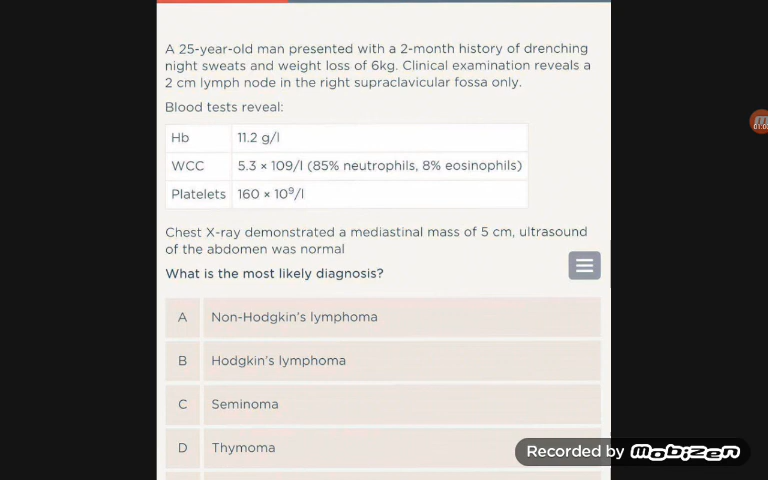 A 25-year-old man presented with a 2-month history of drenching
night sweats and weight loss of 6kg. Clinical examination reveals a
2 cm lymph node in the right supraclavicular fossa only.
Blood tests reveal:
Hb 11.2 g/l
WCC 5.3 × 109/l (85% neutrophils, 8% eosinophils)
Platelets 160 × 10⁹/l
Chest X-ray demonstrated a mediastinal mass of 5 cm, ultrasound
of the abdomen was normal
What is the most likely diagnosis?
A Non-Hodgkin's lymphoma
B Hodgkin's lymphoma
C Seminoma
D Thymoma
Recorded by Mobizen